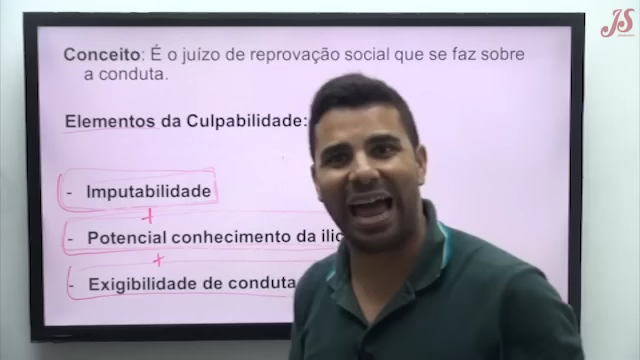 JS
Conceito: É o juízo de reprovação social que se faz sobre
a conduta.
Elementos da Culpabilidade:
- Imputabilidade
+
- Potencial conhecimento da ilic
+
- Exigibilidade de conduta